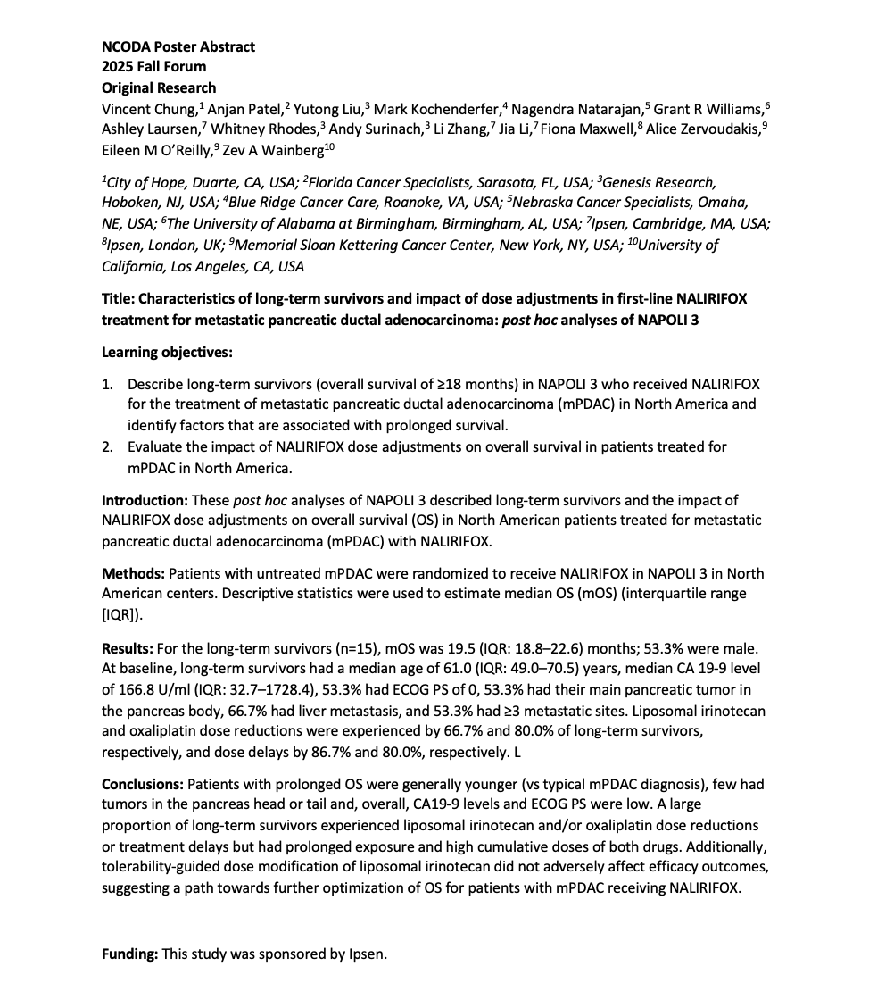 NCODA Poster Abstract
2025 Fall Forum
Original Research
Vincent Chung,¹ Anjan Patel,² Yutong Liu,³ Mark Kochenderfer,⁴ Nagendra Natarajan,⁵ Grant R Williams,⁶
Ashley Laursen,⁷ Whitney Rhodes,³ Andy Surinach,³ Li Zhang,⁷ Jia Li,⁷ Fiona Maxwell,⁸ Alice Zervoudakis,⁹
Eileen M O’Reilly,⁹ Zev A Wainberg¹⁰
¹City of Hope, Duarte, CA, USA; ²Florida Cancer Specialists, Sarasota, FL, USA; ³Genesis Research,
Hoboken, NJ, USA; ⁴Blue Ridge Cancer Care, Roanoke, VA, USA; ⁵Nebraska Cancer Specialists, Omaha,
NE, USA; ⁶The University of Alabama at Birmingham, Birmingham, AL, USA; ⁷Ipsen, Cambridge, MA, USA;
⁸Ipsen, London, UK; ⁹Memorial Sloan Kettering Cancer Center, New York, NY, USA; ¹⁰University of
California, Los Angeles, CA, USA
Title: Characteristics of long-term survivors and impact of dose adjustments in first-line NALIRIFOX
treatment for metastatic pancreatic ductal adenocarcinoma: post hoc analyses of NAPOLI 3
Learning objectives:
1. Describe long-term survivors (overall survival of ≥18 months) in NAPOLI 3 who received NALIRIFOX
for the treatment of metastatic pancreatic ductal adenocarcinoma (mPDAC) in North America and
identify factors that are associated with prolonged survival.
2. Evaluate the impact of NALIRIFOX dose adjustments on overall survival in patients treated for
mPDAC in North America.
Introduction: These post hoc analyses of NAPOLI 3 described long-term survivors and the impact of
NALIRIFOX dose adjustments on overall survival (OS) in North American patients treated for metastatic
pancreatic ductal adenocarcinoma (mPDAC) with NALIRIFOX.
Methods: Patients with untreated mPDAC were randomized to receive NALIRIFOX in NAPOLI 3 in North
American centers. Descriptive statistics were used to estimate median OS (mOS) (interquartile range
[IQR]).
Results: For the long-term survivors (n=15), mOS was 19.5 (IQR: 18.8–22.6) months; 53.3% were male.
At baseline, long-term survivors had a median age of 61.0 (IQR: 49.0–70.5) years, median CA 19-9 level
of 166.8 U/ml (IQR: 32.7–1728.4), 53.3% had ECOG PS of 0, 53.3% had their main pancreatic tumor in
the pancreas body, 66.7% had liver metastasis, and 53.3% had ≥3 metastatic sites. Liposomal irinotecan
and oxaliplatin dose reductions were experienced by 66.7% and 80.0% of long-term survivors,
respectively, and dose delays by 86.7% and 80.0%, respectively. L
Conclusions: Patients with prolonged OS were generally younger (vs typical mPDAC diagnosis), few had
tumors in the pancreas head or tail and, overall, CA19-9 levels and ECOG PS were low. A large
proportion of long-term survivors experienced liposomal irinotecan and/or oxaliplatin dose reductions
or treatment delays but had prolonged exposure and high cumulative doses of both drugs. Additionally,
tolerability-guided dose modification of liposomal irinotecan did not adversely affect efficacy outcomes,
suggesting a path towards further optimization of OS for patients with mPDAC receiving NALIRIFOX.
Funding: This study was sponsored by Ipsen.